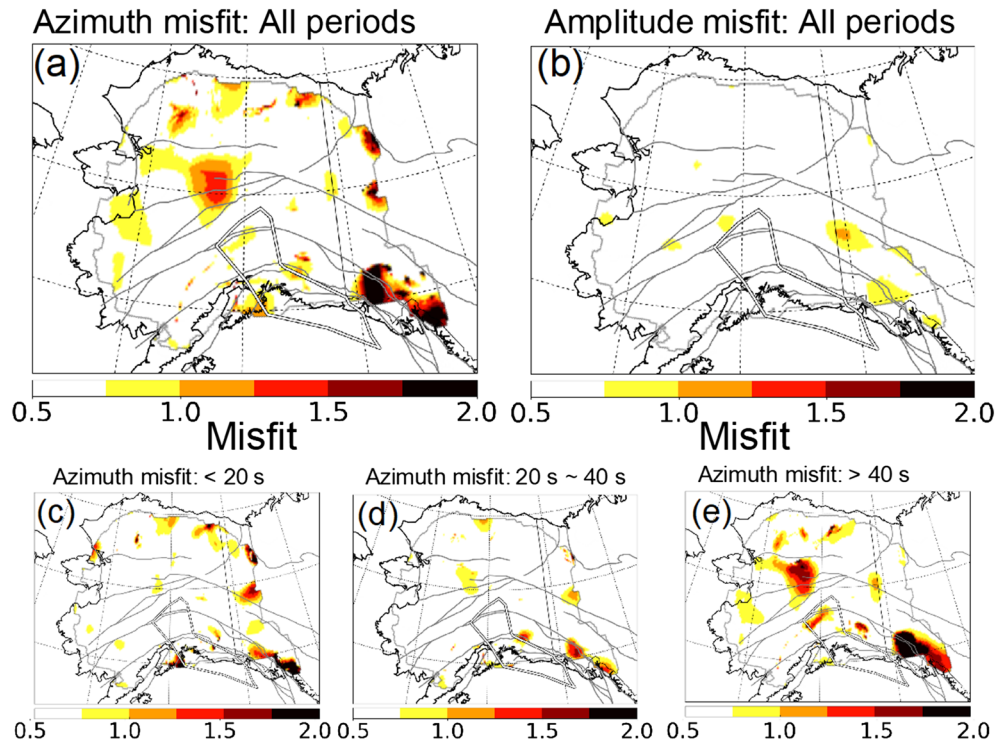 Azimuth misfit: All periods
Amplitude misfit: All periods
(a)
(b)
0.5 1.0 1.5 2.0
0.5 1.0 1.5 2.0
Misfit
Misfit
Azimuth misfit: < 20 s
Azimuth misfit: 20 s ~ 40 s
Azimuth misfit: > 40 s
(c)
(d)
(e)
0.5 1.0 1.5 2.0
0.5 1.0 1.5 2.0
0.5 1.0 1.5 2.0